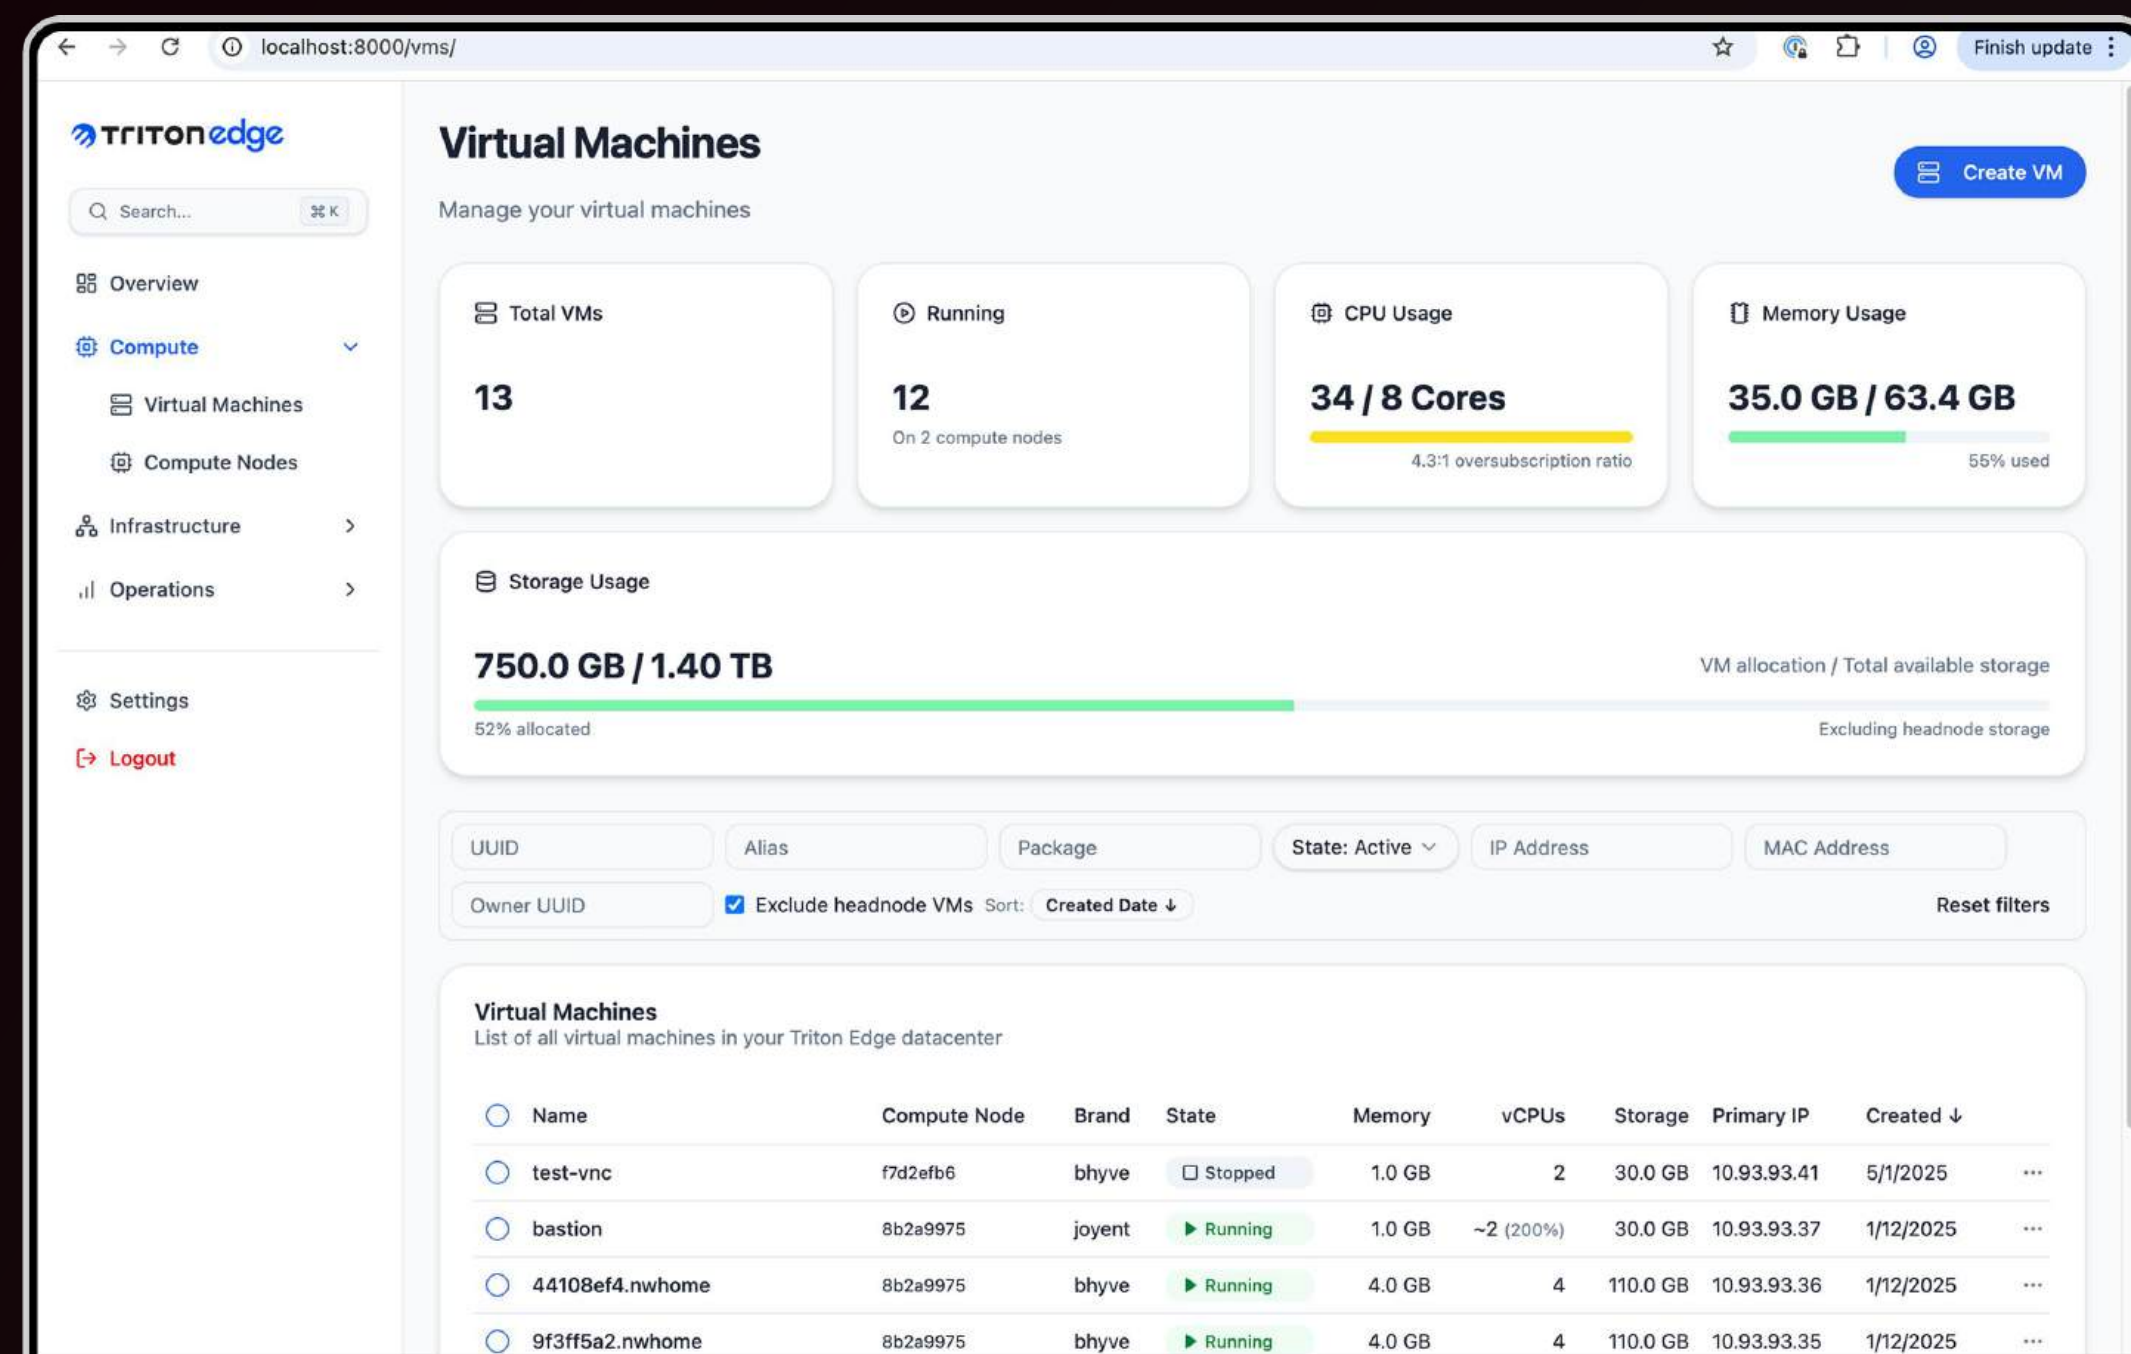 localhost:8000/vms/
Finish update
TRITON edge
Search...
⌘ K
Overview
Compute
Virtual Machines
Compute Nodes
Infrastructure
Operations
Settings
Logout
Virtual Machines
Manage your virtual machines
Create VM
Total VMs
13
Running
12
On 2 compute nodes
CPU Usage
34 / 8 Cores
4.3:1 oversubscription ratio
Memory Usage
35.0 GB / 63.4 GB
55% used
Storage Usage
750.0 GB / 1.40 TB
VM allocation / Total available storage
52% allocated
Excluding headnode storage
UUID Alias Package State: Active IP Address MAC Address
Owner UUID Exclude headnode VMs Sort: Created Date ↓ Reset filters
Virtual Machines
List of all virtual machines in your Triton Edge datacenter
Name Compute Node Brand State Memory vCPUs Storage Primary IP Created ↓
test-vnc f7d2efb6 bhyve Stopped 1.0 GB 2 30.0 GB 10.93.93.41 5/1/2025 ...
bastion 8b2a9975 joyent Running 1.0 GB ~2 (200%) 30.0 GB 10.93.93.37 1/12/2025 ...
44108ef4.nwhome 8b2a9975 bhyve Running 4.0 GB 4 110.0 GB 10.93.93.36 1/12/2025 ...
9f3ff5a2.nwhome 8b2a9975 bhyve Running 4.0 GB 4 110.0 GB 10.93.93.35 1/12/2025 ...